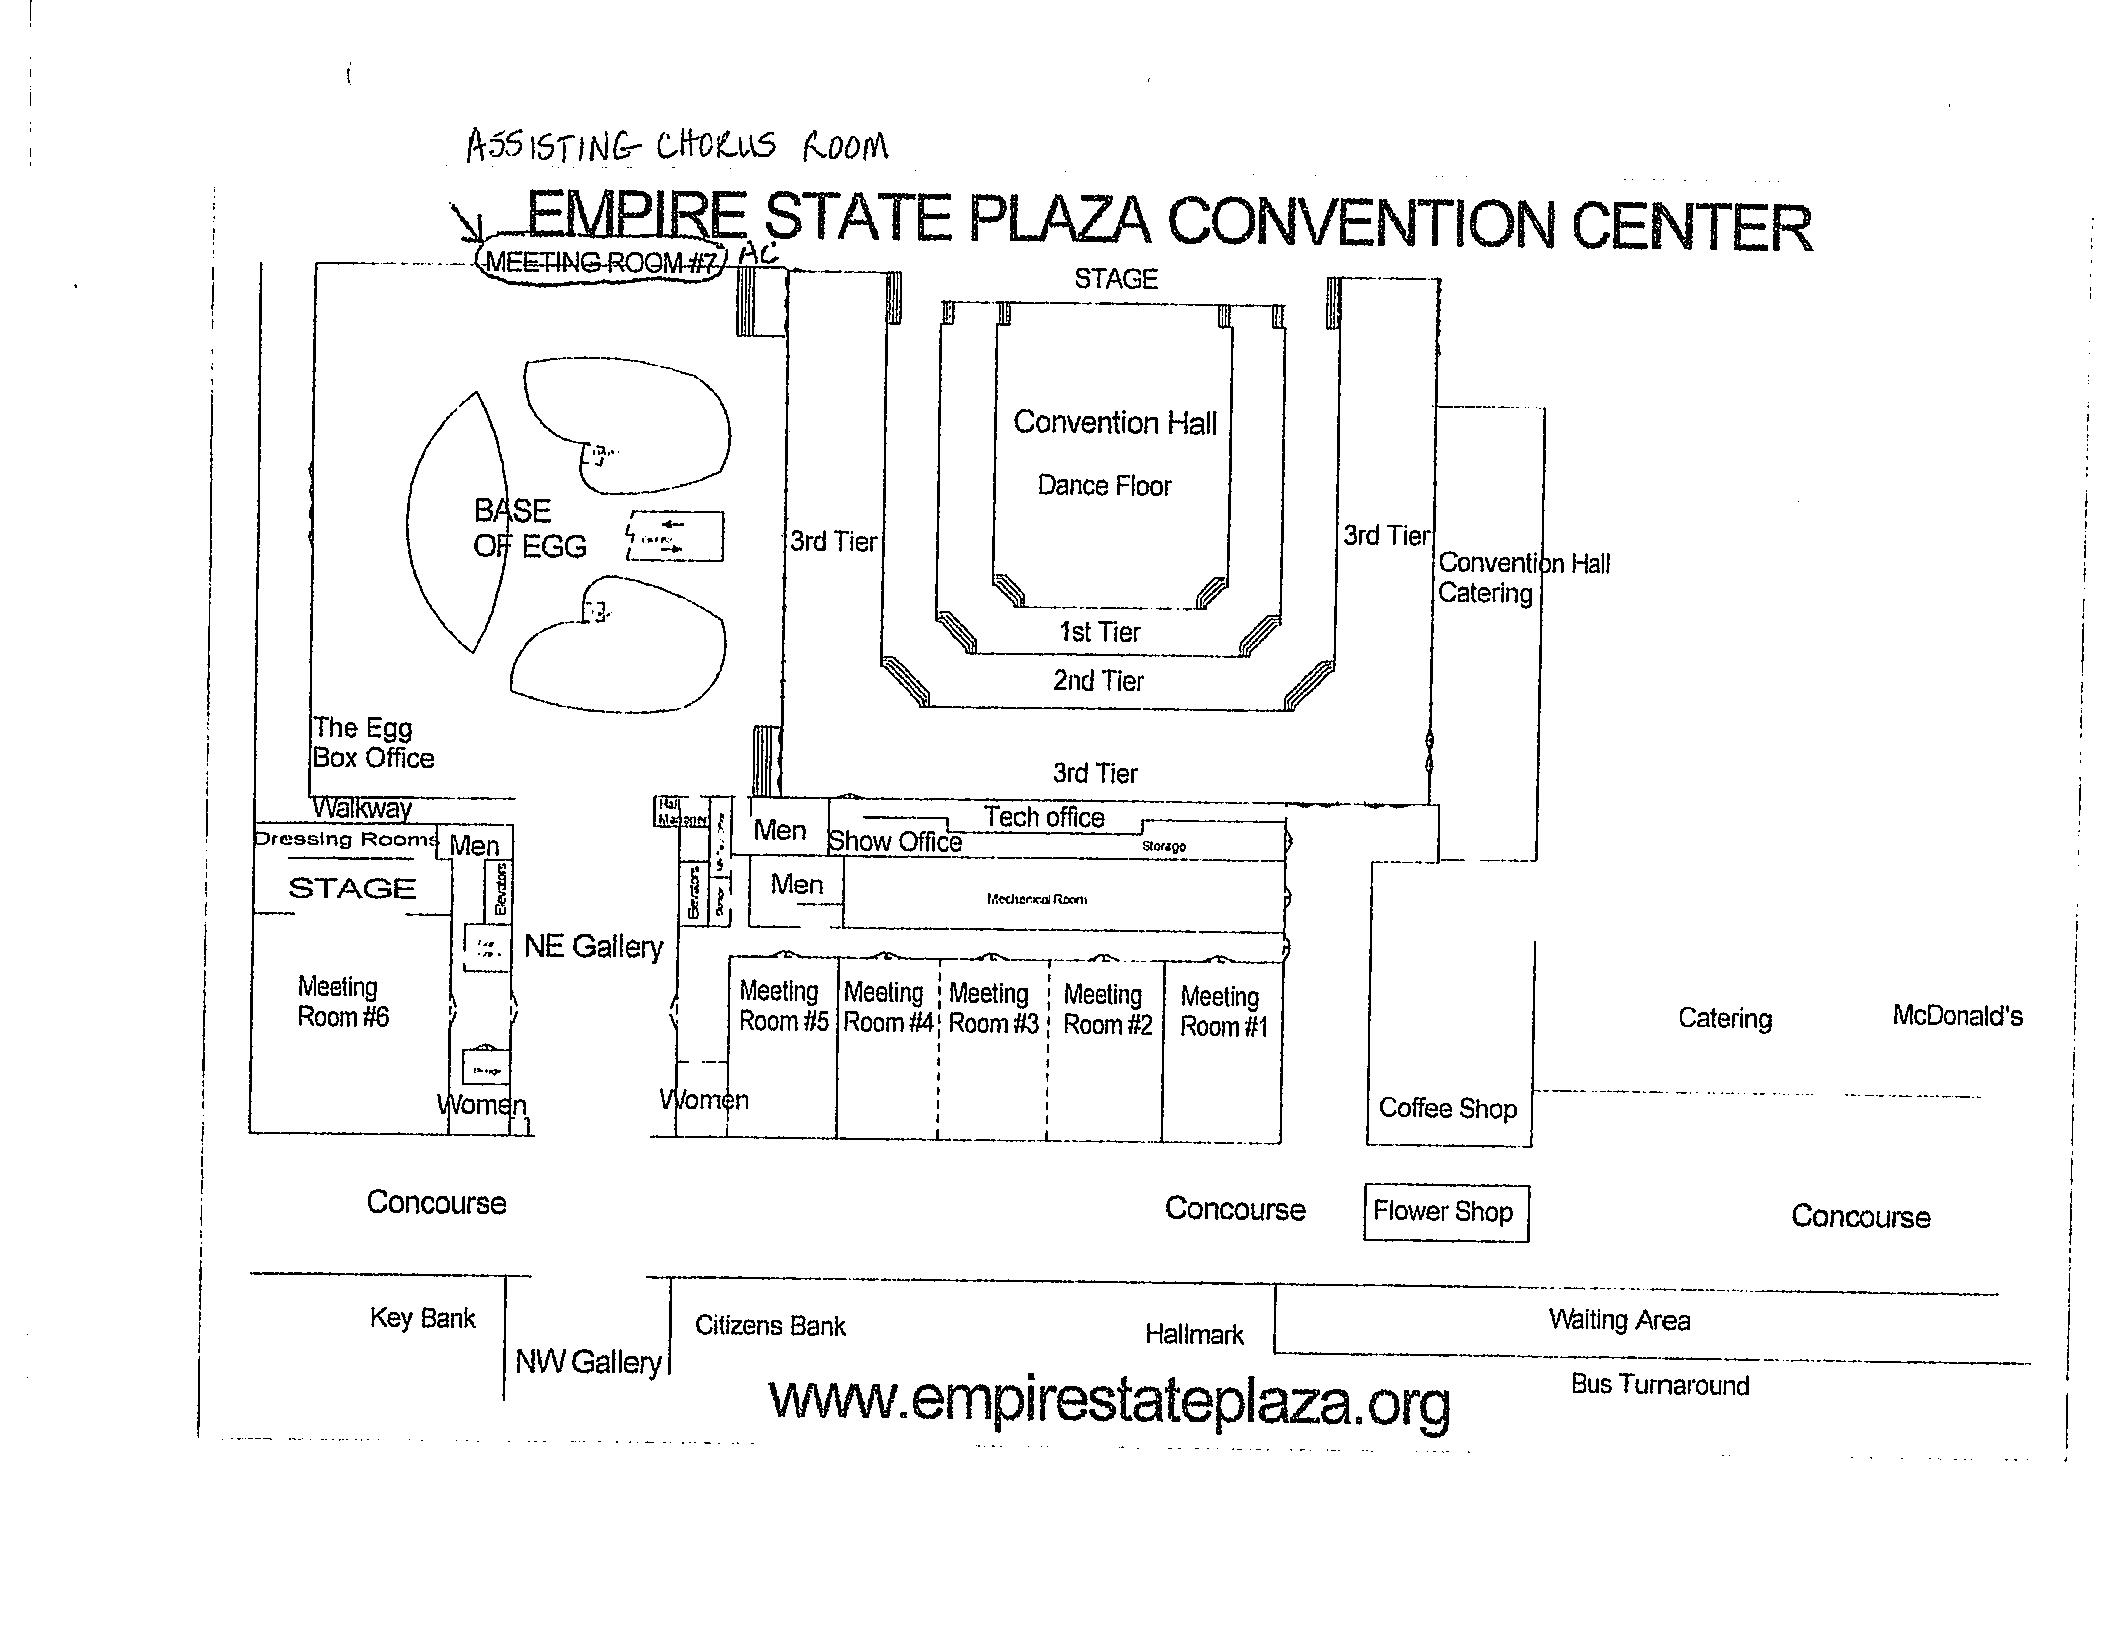 ASSISTING CHORUS ROOM
EMPIRE STATE PLAZA CONVENTION CENTER
MEETING ROOM #7
AC
STAGE
Convention Hall
Dance Floor
BASE
OF EGG
3rd Tier
3rd Tier
Convention Hall
Catering
1st Tier
2nd Tier
The Egg
Box Office
3rd Tier
Walkway
Hall
Manager
Dressing Rooms
Men
Men
Show Office
Tech office
Storage
STAGE
Elevators
Elevators
Men
Mechanical Room
NE Gallery
Meeting
Room #6
Meeting
Room #5
Meeting
Room #4
Meeting
Room #3
Meeting
Room #2
Meeting
Room #1
Catering
McDonald's
Women
Women
Coffee Shop
Concourse
Concourse
Flower Shop
Concourse
Key Bank
Citizens Bank
Hallmark
Waiting Area
NW Gallery
Bus Turnaround
www.empirestateplaza.org